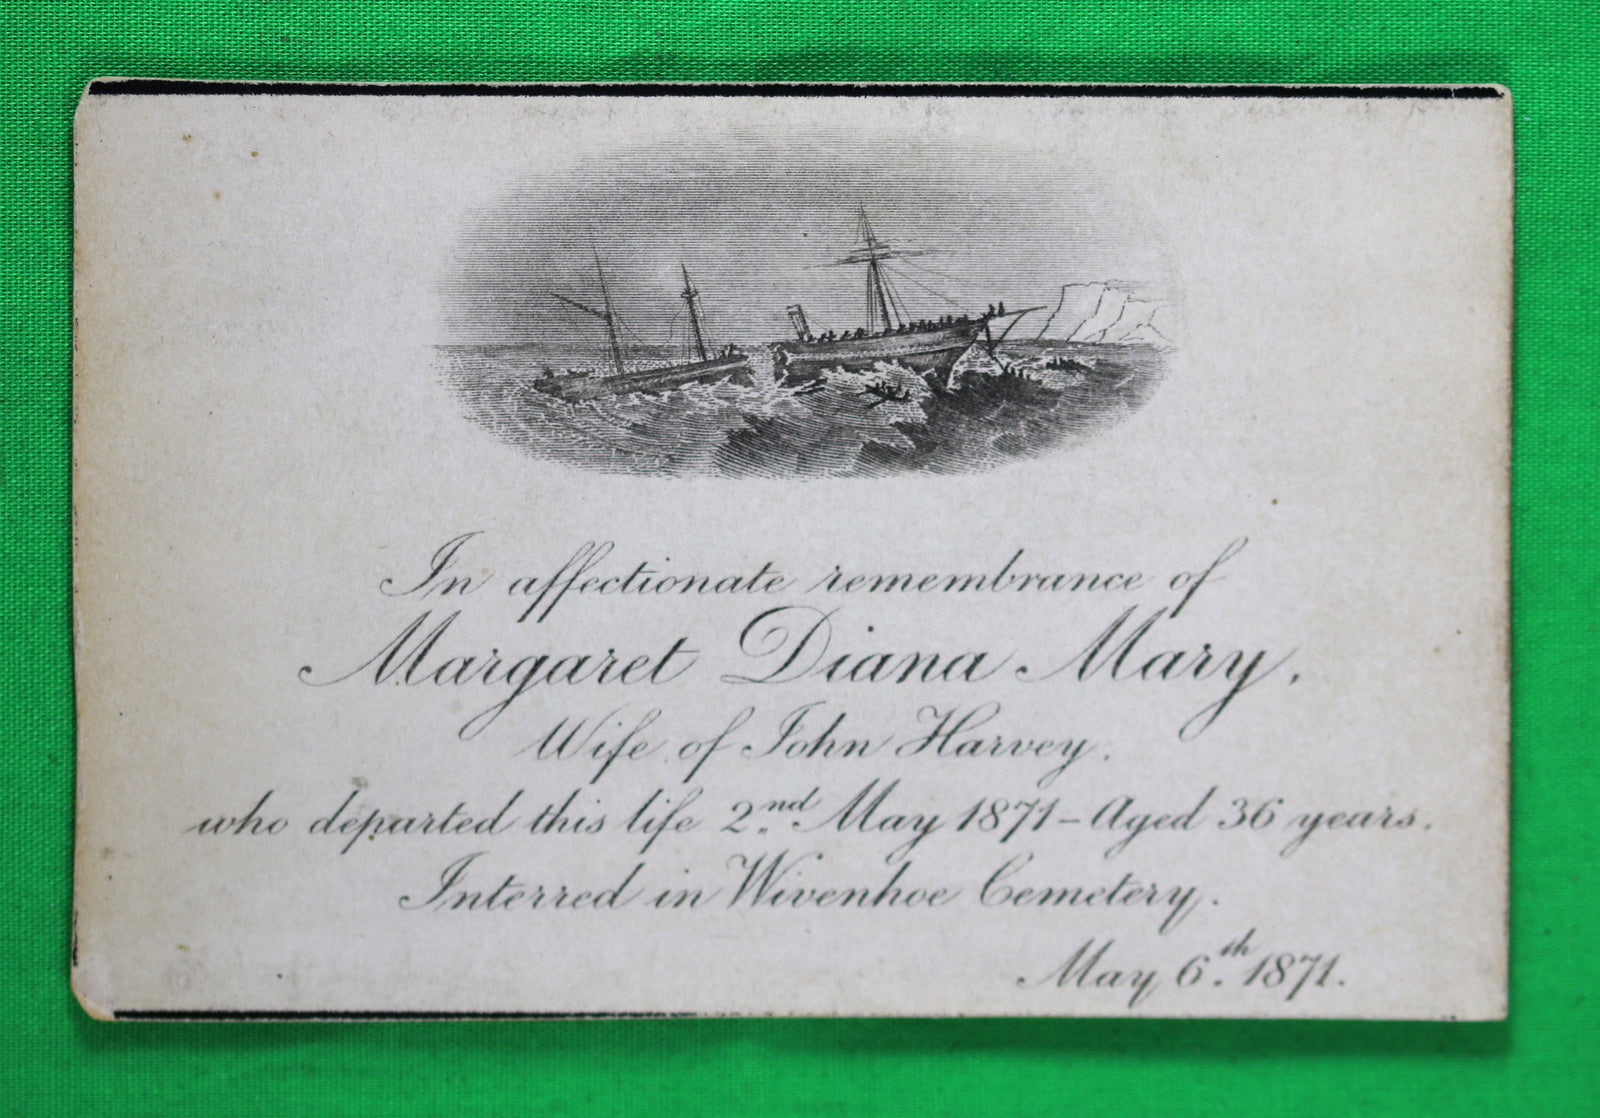 In affectionate remembrance of
Margaret Diana Mary.
Wife of John Harvey.
who departed this life 2nd. May 1871 – Aged 36 years.
Interred in Wivenhoe Cemetery.
May 6th. 1871.